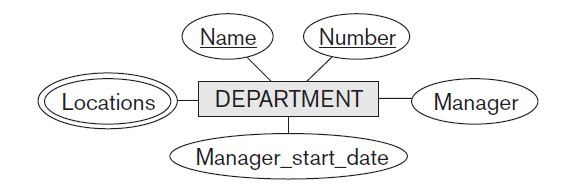 Name
Number
Locations
DEPARTMENT
Manager
Manager_start_date